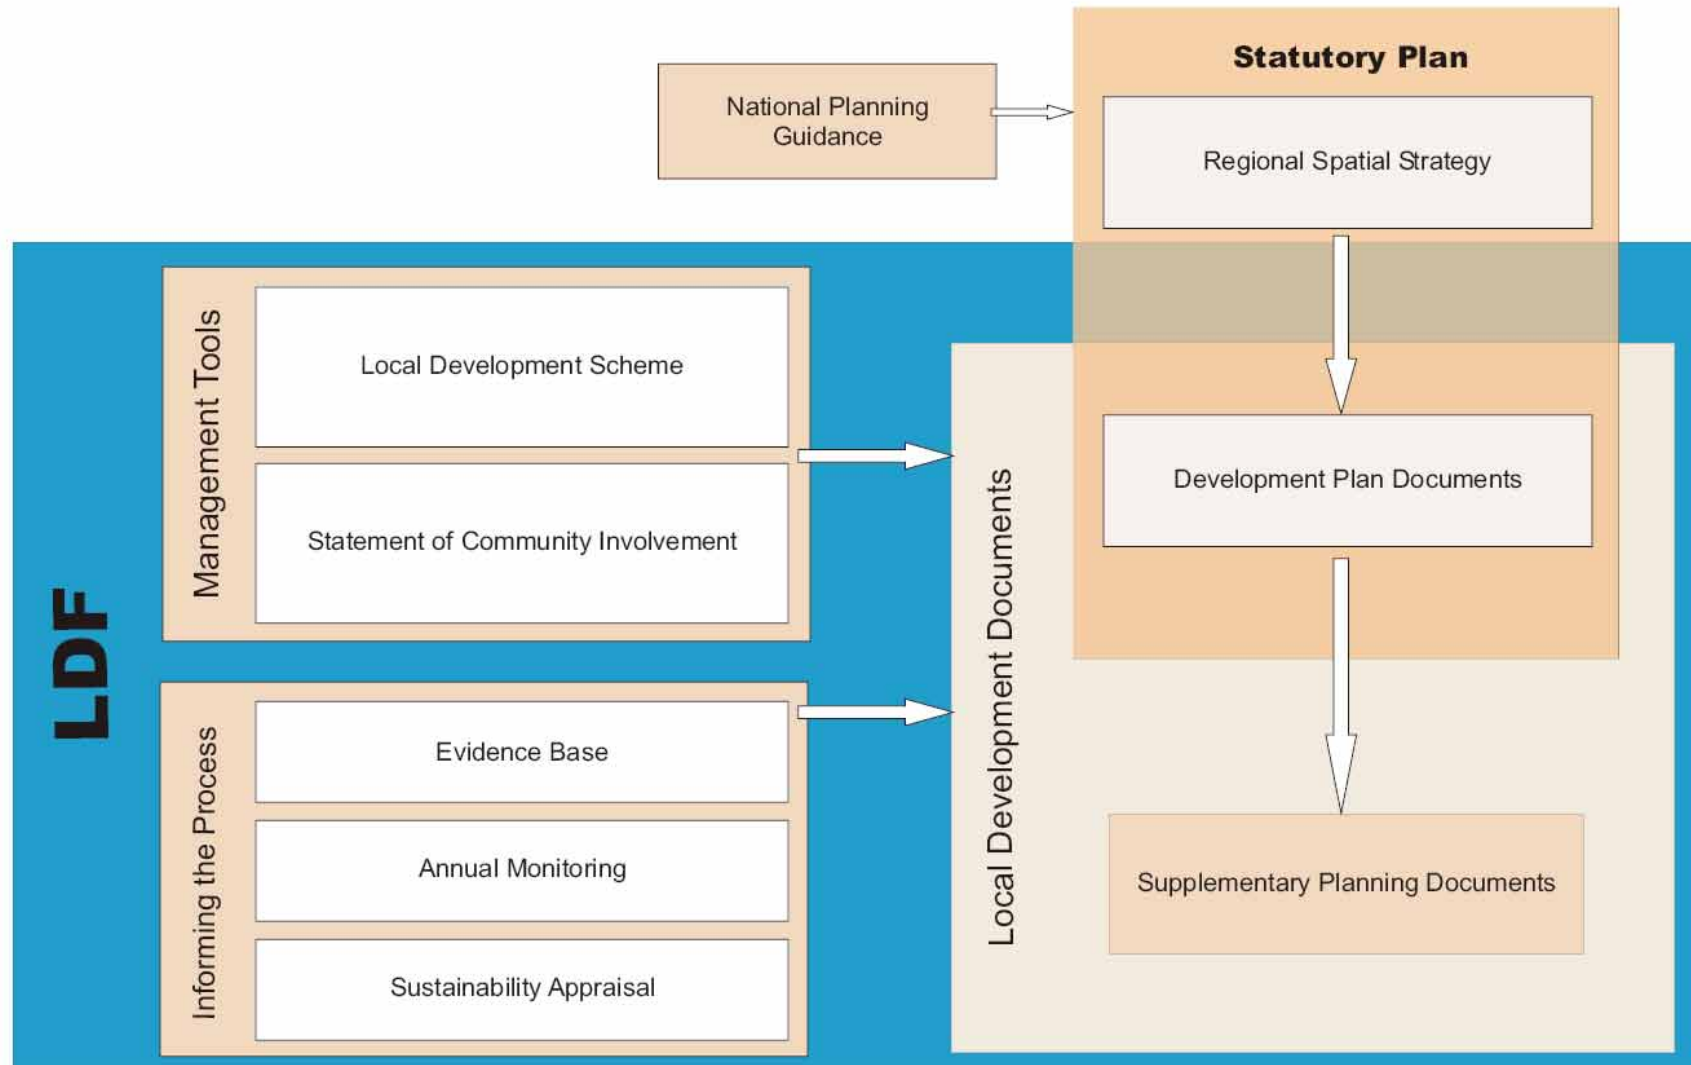 Statutory Plan
National Planning
Guidance
Regional Spatial Strategy
LDF
Management Tools
Local Development Scheme
Statement of Community Involvement
Informing the Process
Evidence Base
Annual Monitoring
Sustainability Appraisal
Local Development Documents
Development Plan Documents
Supplementary Planning Documents